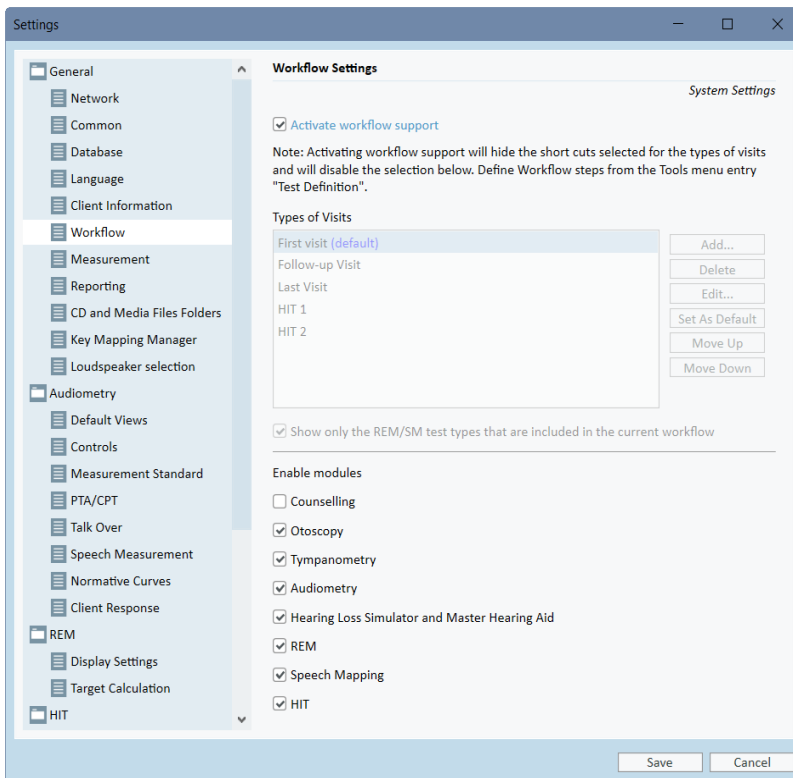 Settings
General
Network
Common
Database
Language
Client Information
Workflow
Measurement
Reporting
CD and Media Files Folders
Key Mapping Manager
Loudspeaker selection
Audiometry
Default Views
Controls
Measurement Standard
PTA/CPT
Talk Over
Speech Measurement
Normative Curves
Client Response
REM
Display Settings
Target Calculation
HIT
Workflow Settings
System Settings
Activate workflow support
Note: Activating workflow support will hide the short cuts selected for the types of visits
and will disable the selection below. Define Workflow steps from the Tools menu entry
"Test Definition".
Types of Visits
First visit (default)
Follow-up Visit
Last Visit
HIT 1
HIT 2
Add...
Delete
Edit...
Set As Default
Move Up
Move Down
Show only the REM/SM test types that are included in the current workflow
Enable modules
Counselling
Otoscopy
Tympanometry
Audiometry
Hearing Loss Simulator and Master Hearing Aid
REM
Speech Mapping
HIT
Save
Cancel